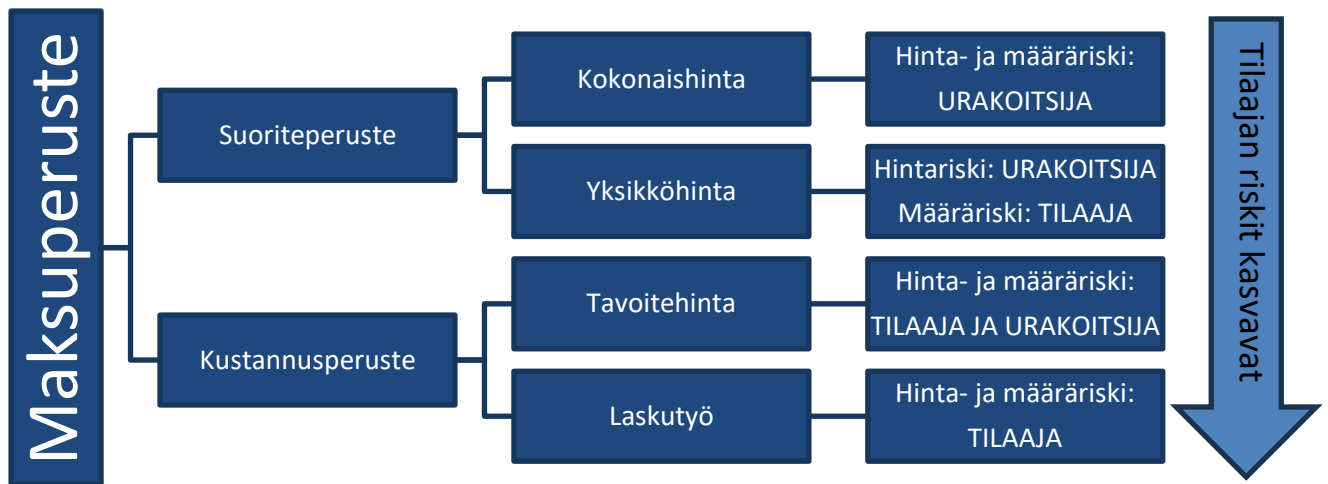 Maksuperuste
Suoriteperuste
Kokonaishinta
Hinta- ja määräriski:
URAKOITSIJA
Yksikköhinta
Hintariski: URAKOITSIJA
Määräriski: TILAAJA
Kustannusperuste
Tavoitehinta
Hinta- ja määräriski:
TILAAJA JA URAKOITSIJA
Laskutyö
Hinta- ja määräriski:
TILAAJA
Tilaajan riskit kasvavat